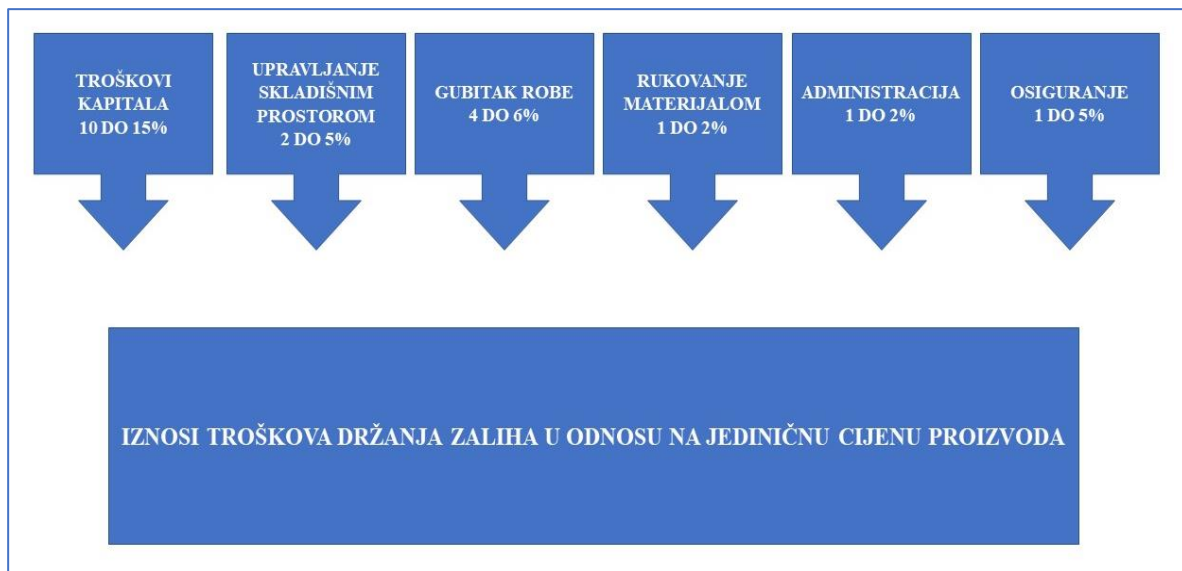 TROŠKOVI
KAPITALA
10 DO 15%
UPRAVLJANJE
SKLADIŠNIM
PROSTOROM
2 DO 5%
GUBITAK ROBE
4 DO 6%
RUKOVANJE
MATERIJALOM
1 DO 2%
ADMINISTRACIJA
1 DO 2%
OSIGURANJE
1 DO 5%
IZNOSI TROŠKOVA DRŽANJA ZALIHA U ODNOSU NA JEDINIČNU CIJENU PROIZVODA